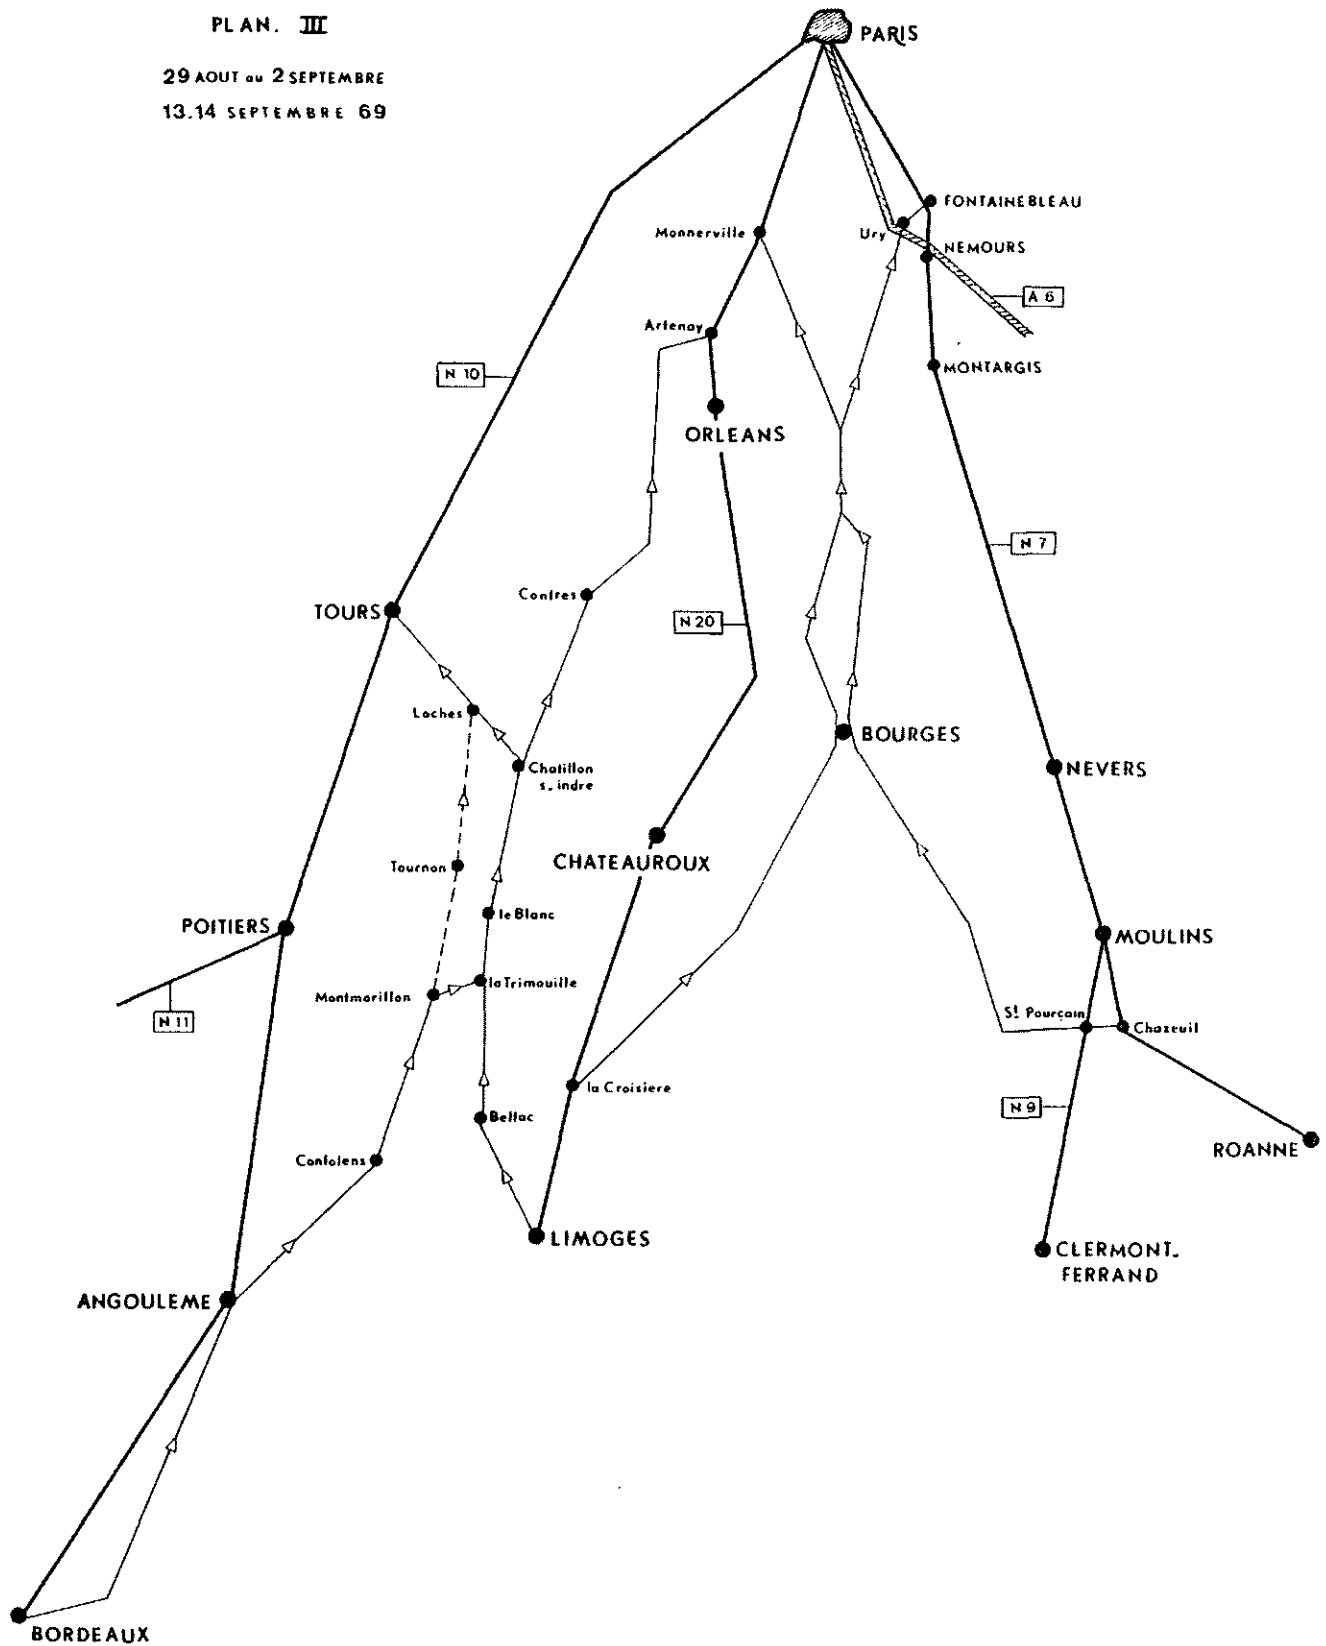 PLAN. III
29 AOUT au 2 SEPTEMBRE
13.14 SEPTEMBRE 69
PARIS
FONTAINEBLEAU
Monnerville
Ury
NEMOURS
A 6
Artenay
MONTARGIS
N 10
ORLEANS
N 7
Contres
TOURS
N 20
Loches
BOURGES
Chatillon
s. indre
NEVERS
CHATEAUROUX
Tournon
le Blanc
POITIERS
MOULINS
la Trimouille
Montmorillon
N 11
St Pourçain
Chazeuil
la Croisiere
N 9
Bellac
ROANNE
Confolens
LIMOGES
CLERMONT-
FERRAND
ANGOULEME
BORDEAUX